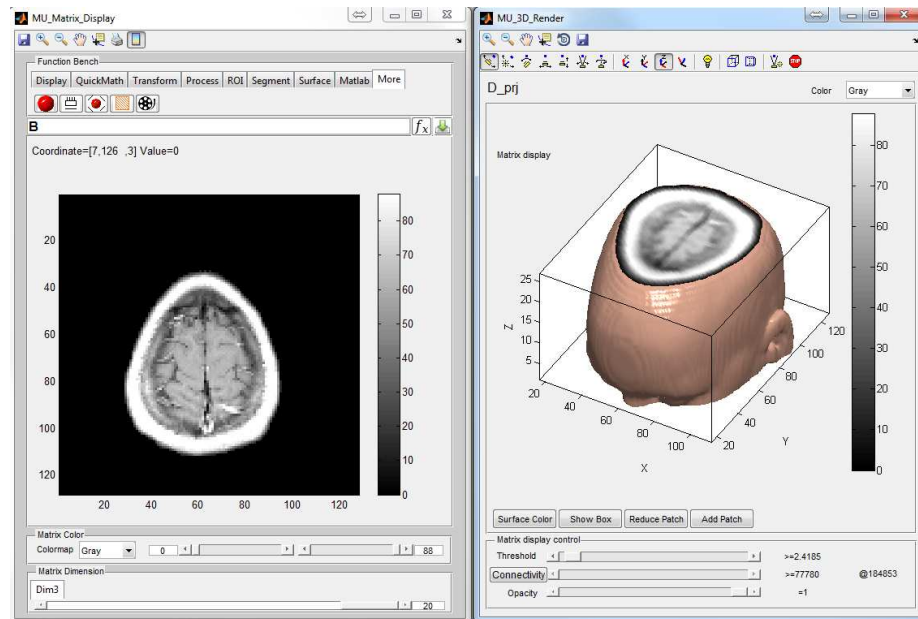 MU_Matrix_Display
Function Bench
Display QuickMath Transform Process ROI Segment Surface Matlab More
B
fx
Coordinate=[7,126 ,3] Value=0
20
40
60
80
100
120
20 40 60 80 100 120
80
70
60
50
40
30
20
10
0
Matrix Color
Colormap Gray 0 88
Matrix Dimension
Dim3
20
MU_3D_Render
STOP
D_prj
Color Gray
Matrix display
25
20
15
10
5
Z
20
40
60
80
100
X
20
40
60
80
100
120
Y
80
70
60
50
40
30
20
10
0
Surface Color Show Box Reduce Patch Add Patch
Matrix display control
Threshold >=2.4185
Connectivity >=77780 @184853
Opacity =1